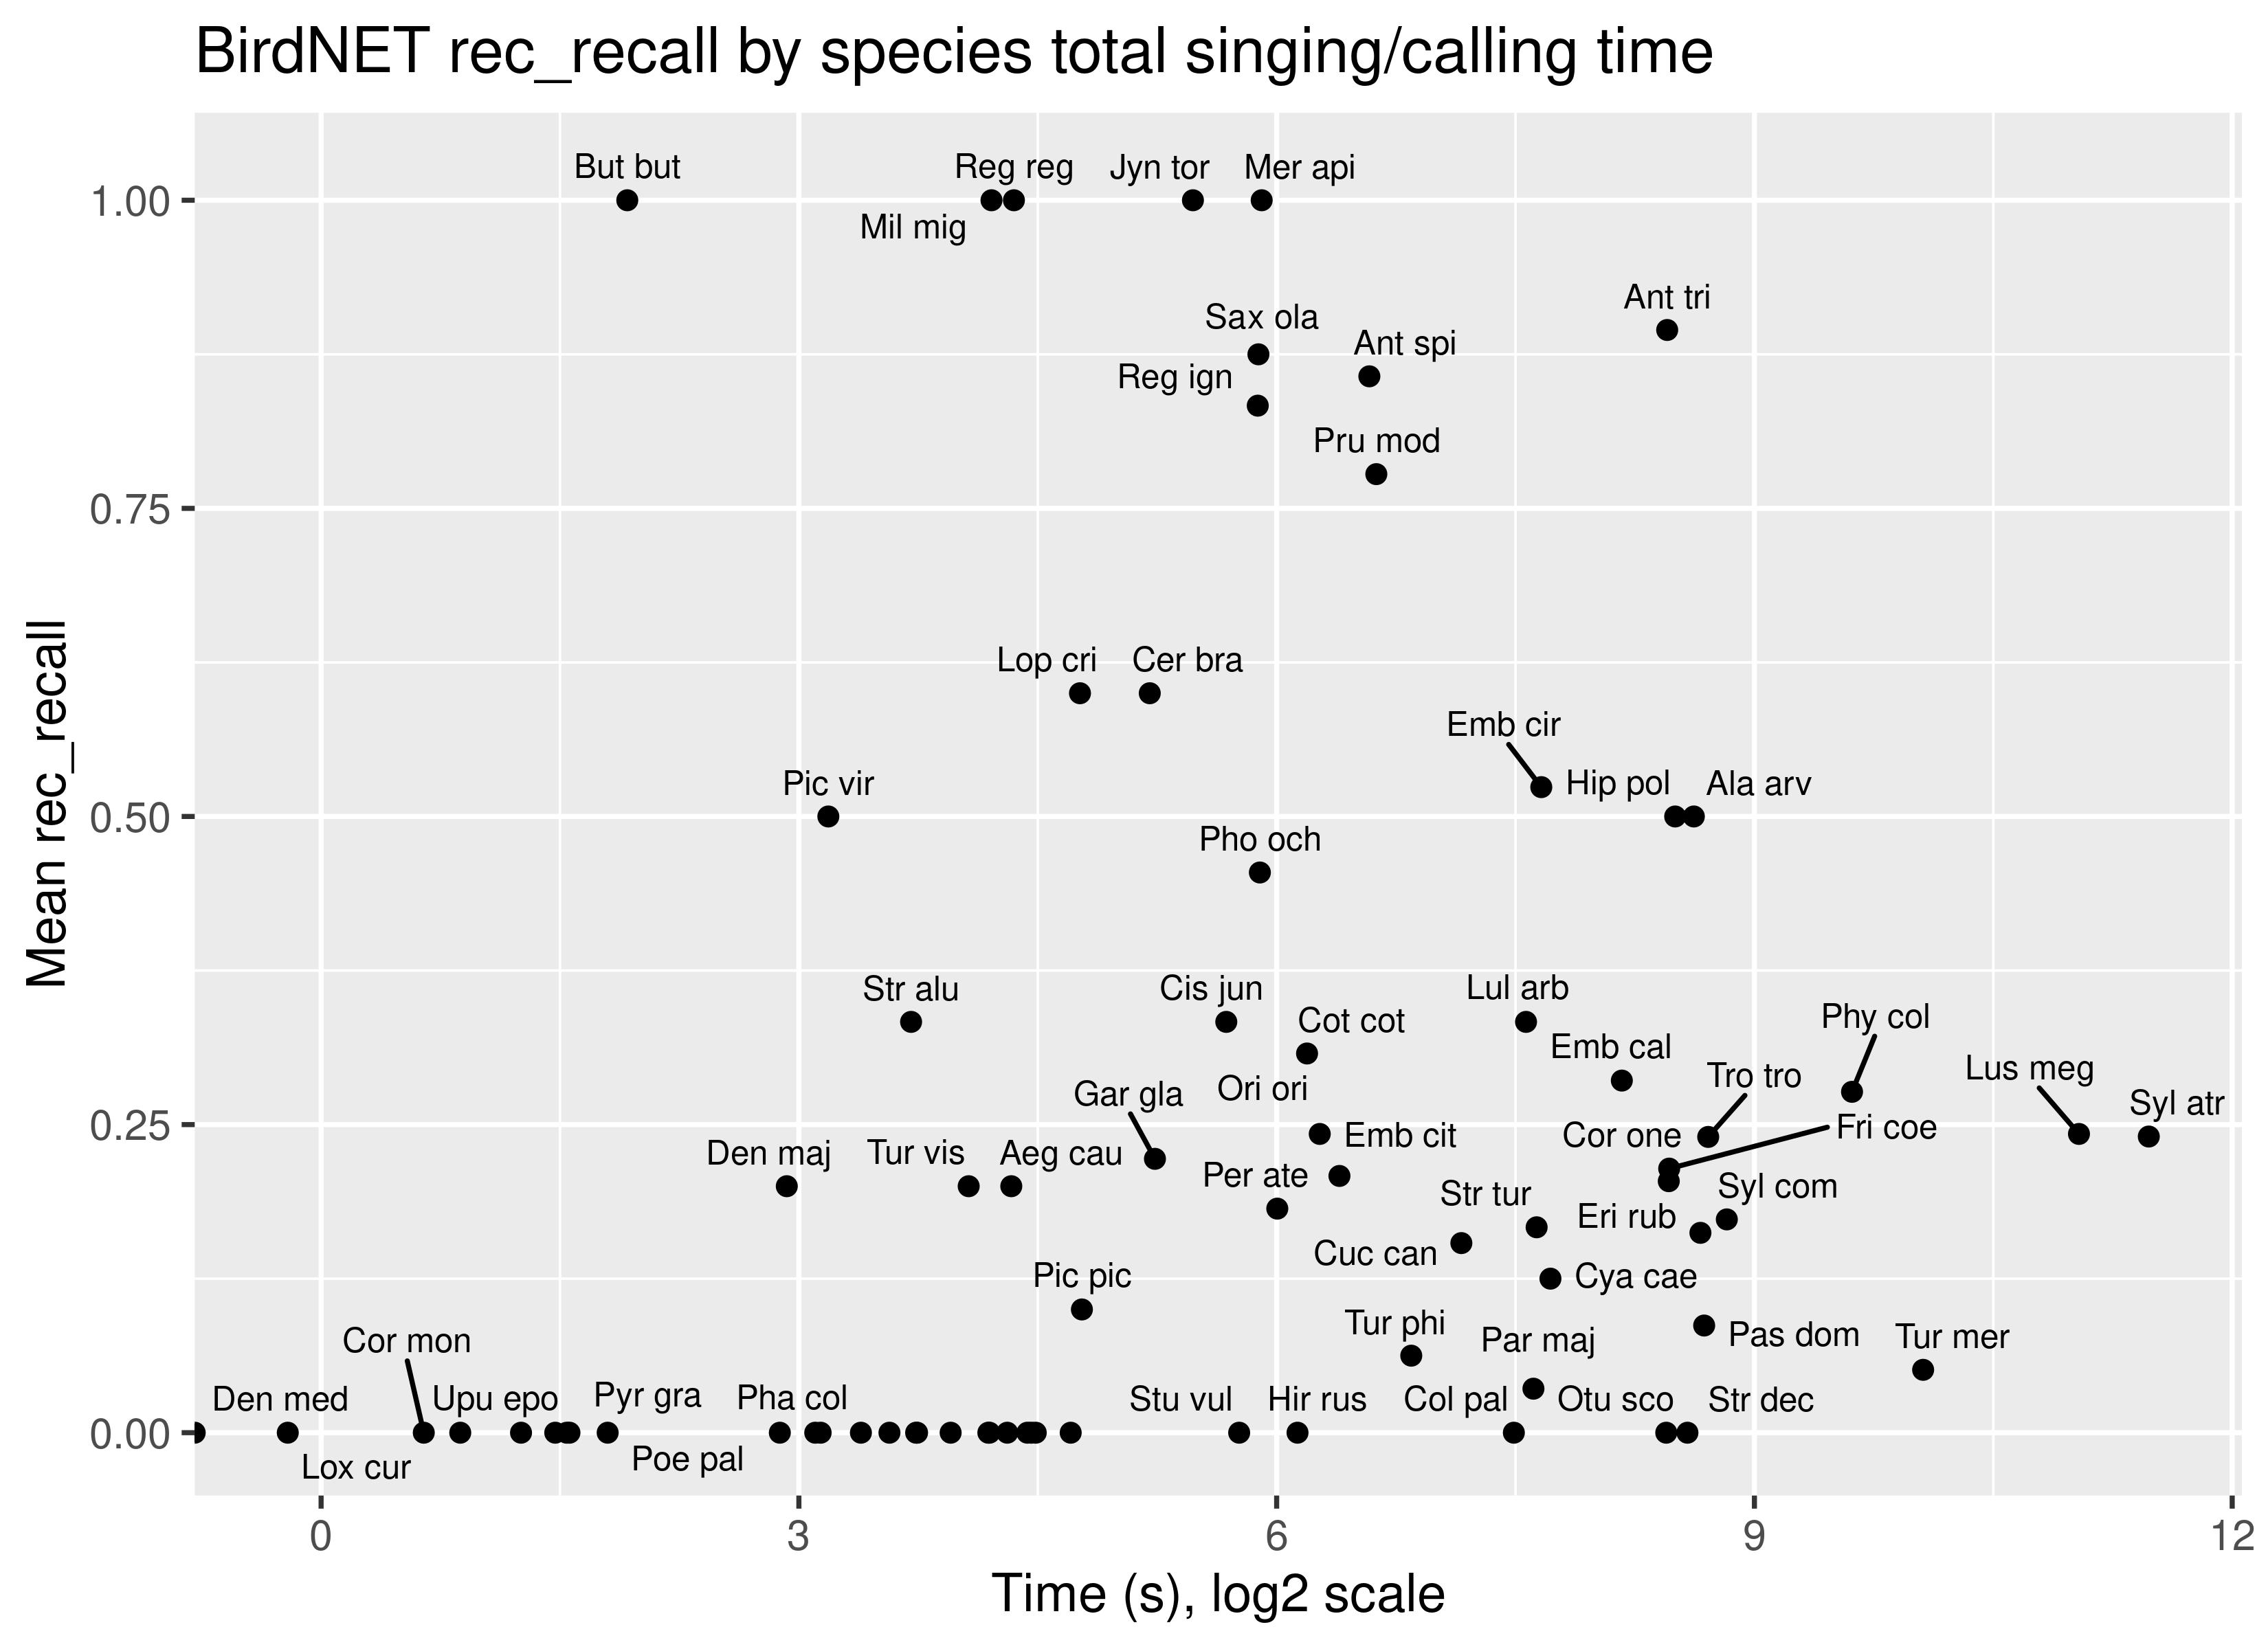 BirdNET rec_recall by species total singing/calling time
But but
Reg reg
Jyn tor
Mer api
1.00
Mil mig
Ant tri
Sax ola
Ant spi
Reg ign
Pru mod
0.75
Lop cri
Cer bra
Emb cir
Pic vir
Hip pol
Ala arv
0.50
Pho och
Mean rec_recall
Str alu
Cis jun
Lul arb
Cot cot
Phy col
Emb cal
Tro tro
Lus meg
Ori ori
Gar gla
Syl atr
0.25
Fri coe
Emb cit
Cor one
Den maj
Tur vis
Aeg cau
Per ate
Str tur
Syl com
Eri rub
Cuc can
Pic pic
Cya cae
Tur phi
Pas dom
Tur mer
Cor mon
Par maj
Den med
Upu epo
Pyr gra
Pha col
Stu vul
Hir rus
Col pal
Otu sco
Str dec
0.00
Poe pal
Lox cur
0
3
6
9
12
Time (s), log2 scale